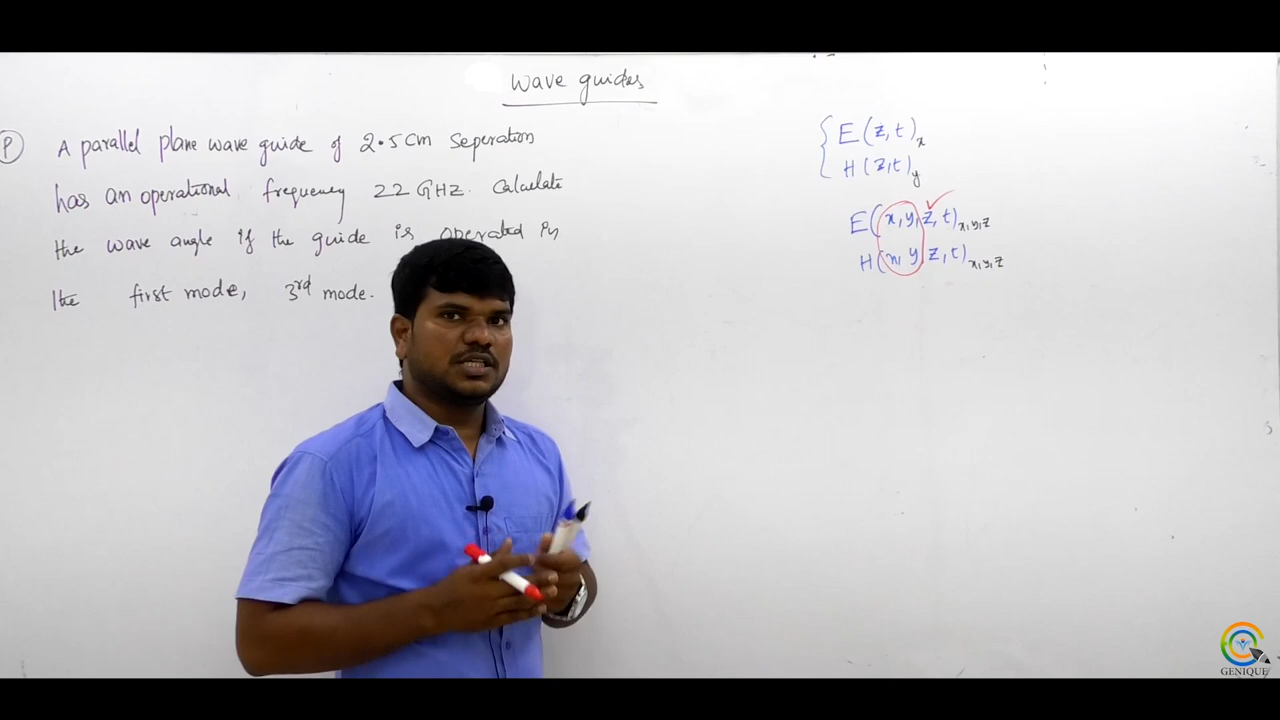 Wave guides
P
A parallel plane wave guide of 2.5cm Seperation
has an operational frequency 22 GHz. Calculate
the wave angle if the guide is operated in
the first mode, 3rd mode.
{ E(z,t)x
H(z,t)y
E(x,y,z,t)x,y,z
H(x,y,z,t)x,y,z
GENIQUE